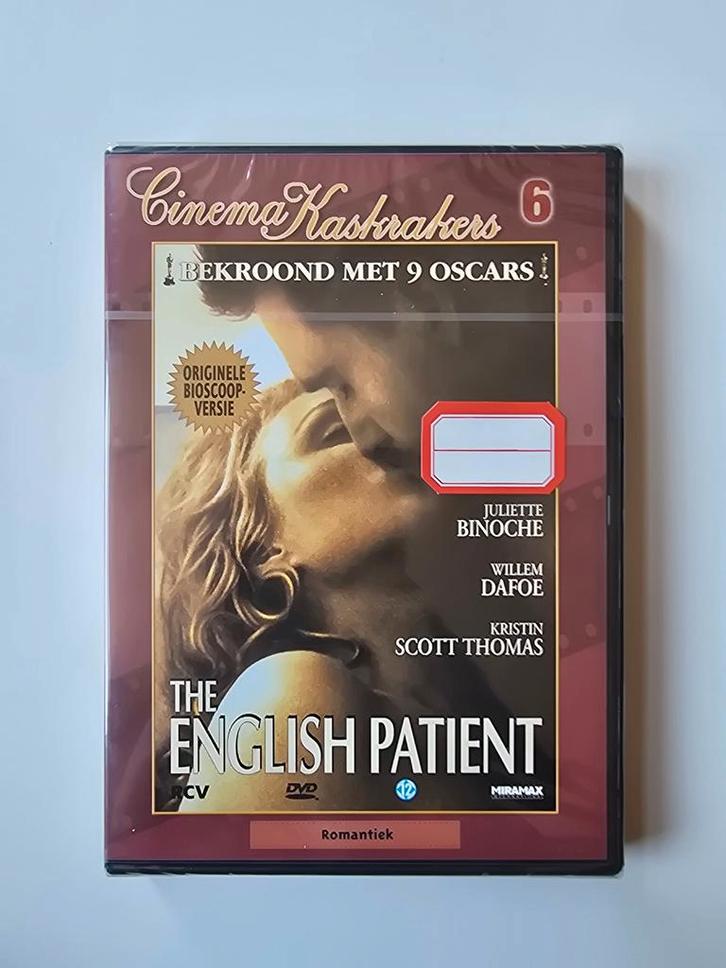 Cinema Kaskrakers 6
BEKROOND MET 9 OSCARS
ORIGINELE
BIOSCOOP-
VERSIE
JULIETTE
BINOCHE
WILLEM
DAFOE
KRISTIN
SCOTT THOMAS
THE
ENGLISH PATIENT
RCV DVD 12 MIRAMAX
Romantiek